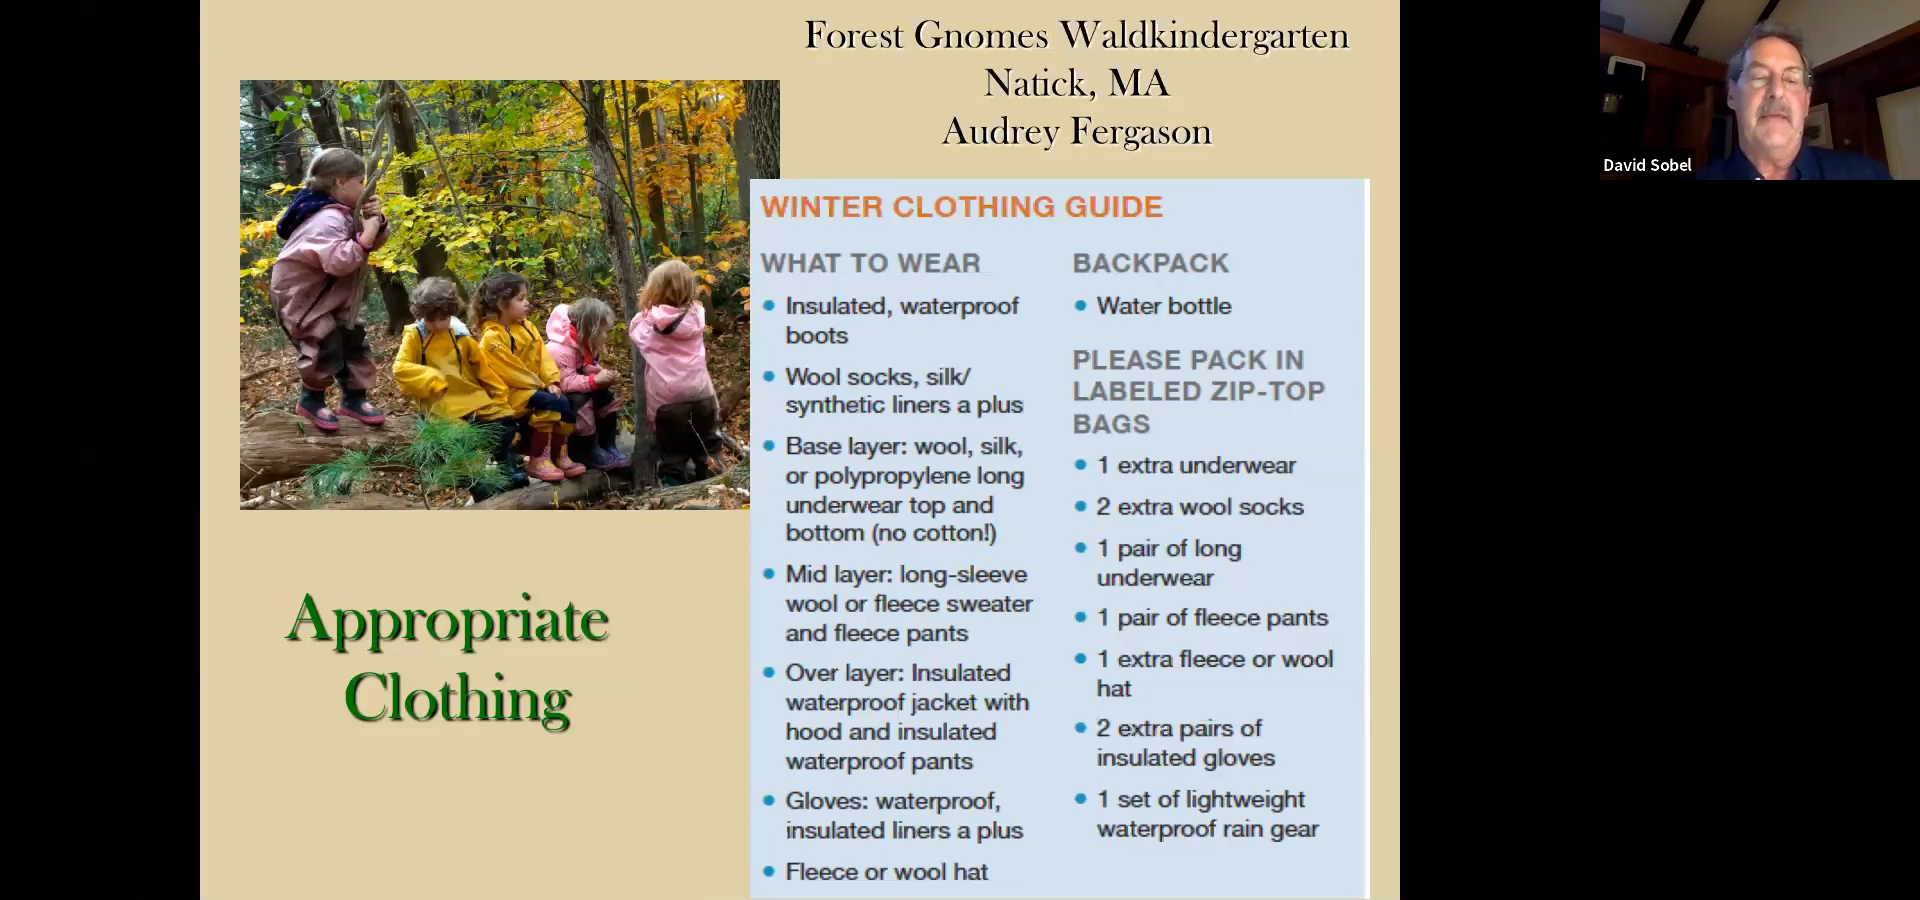 Forest Gnomes Waldkindergarten
Natick, MA
Audrey Fergason
David Sobel
WINTER CLOTHING GUIDE
WHAT TO WEAR
• Insulated, waterproof
boots
• Wool socks, silk/
synthetic liners a plus
• Base layer: wool, silk,
or polypropylene long
underwear top and
bottom (no cotton!)
• Mid layer: long-sleeve
wool or fleece sweater
and fleece pants
• Over layer: Insulated
waterproof jacket with
hood and insulated
waterproof pants
• Gloves: waterproof,
insulated liners a plus
• Fleece or wool hat
BACKPACK
• Water bottle
PLEASE PACK IN
LABELED ZIP-TOP
BAGS
• 1 extra underwear
• 2 extra wool socks
• 1 pair of long
underwear
• 1 pair of fleece pants
• 1 extra fleece or wool
hat
• 2 extra pairs of
insulated gloves
• 1 set of lightweight
waterproof rain gear
Appropriate
Clothing